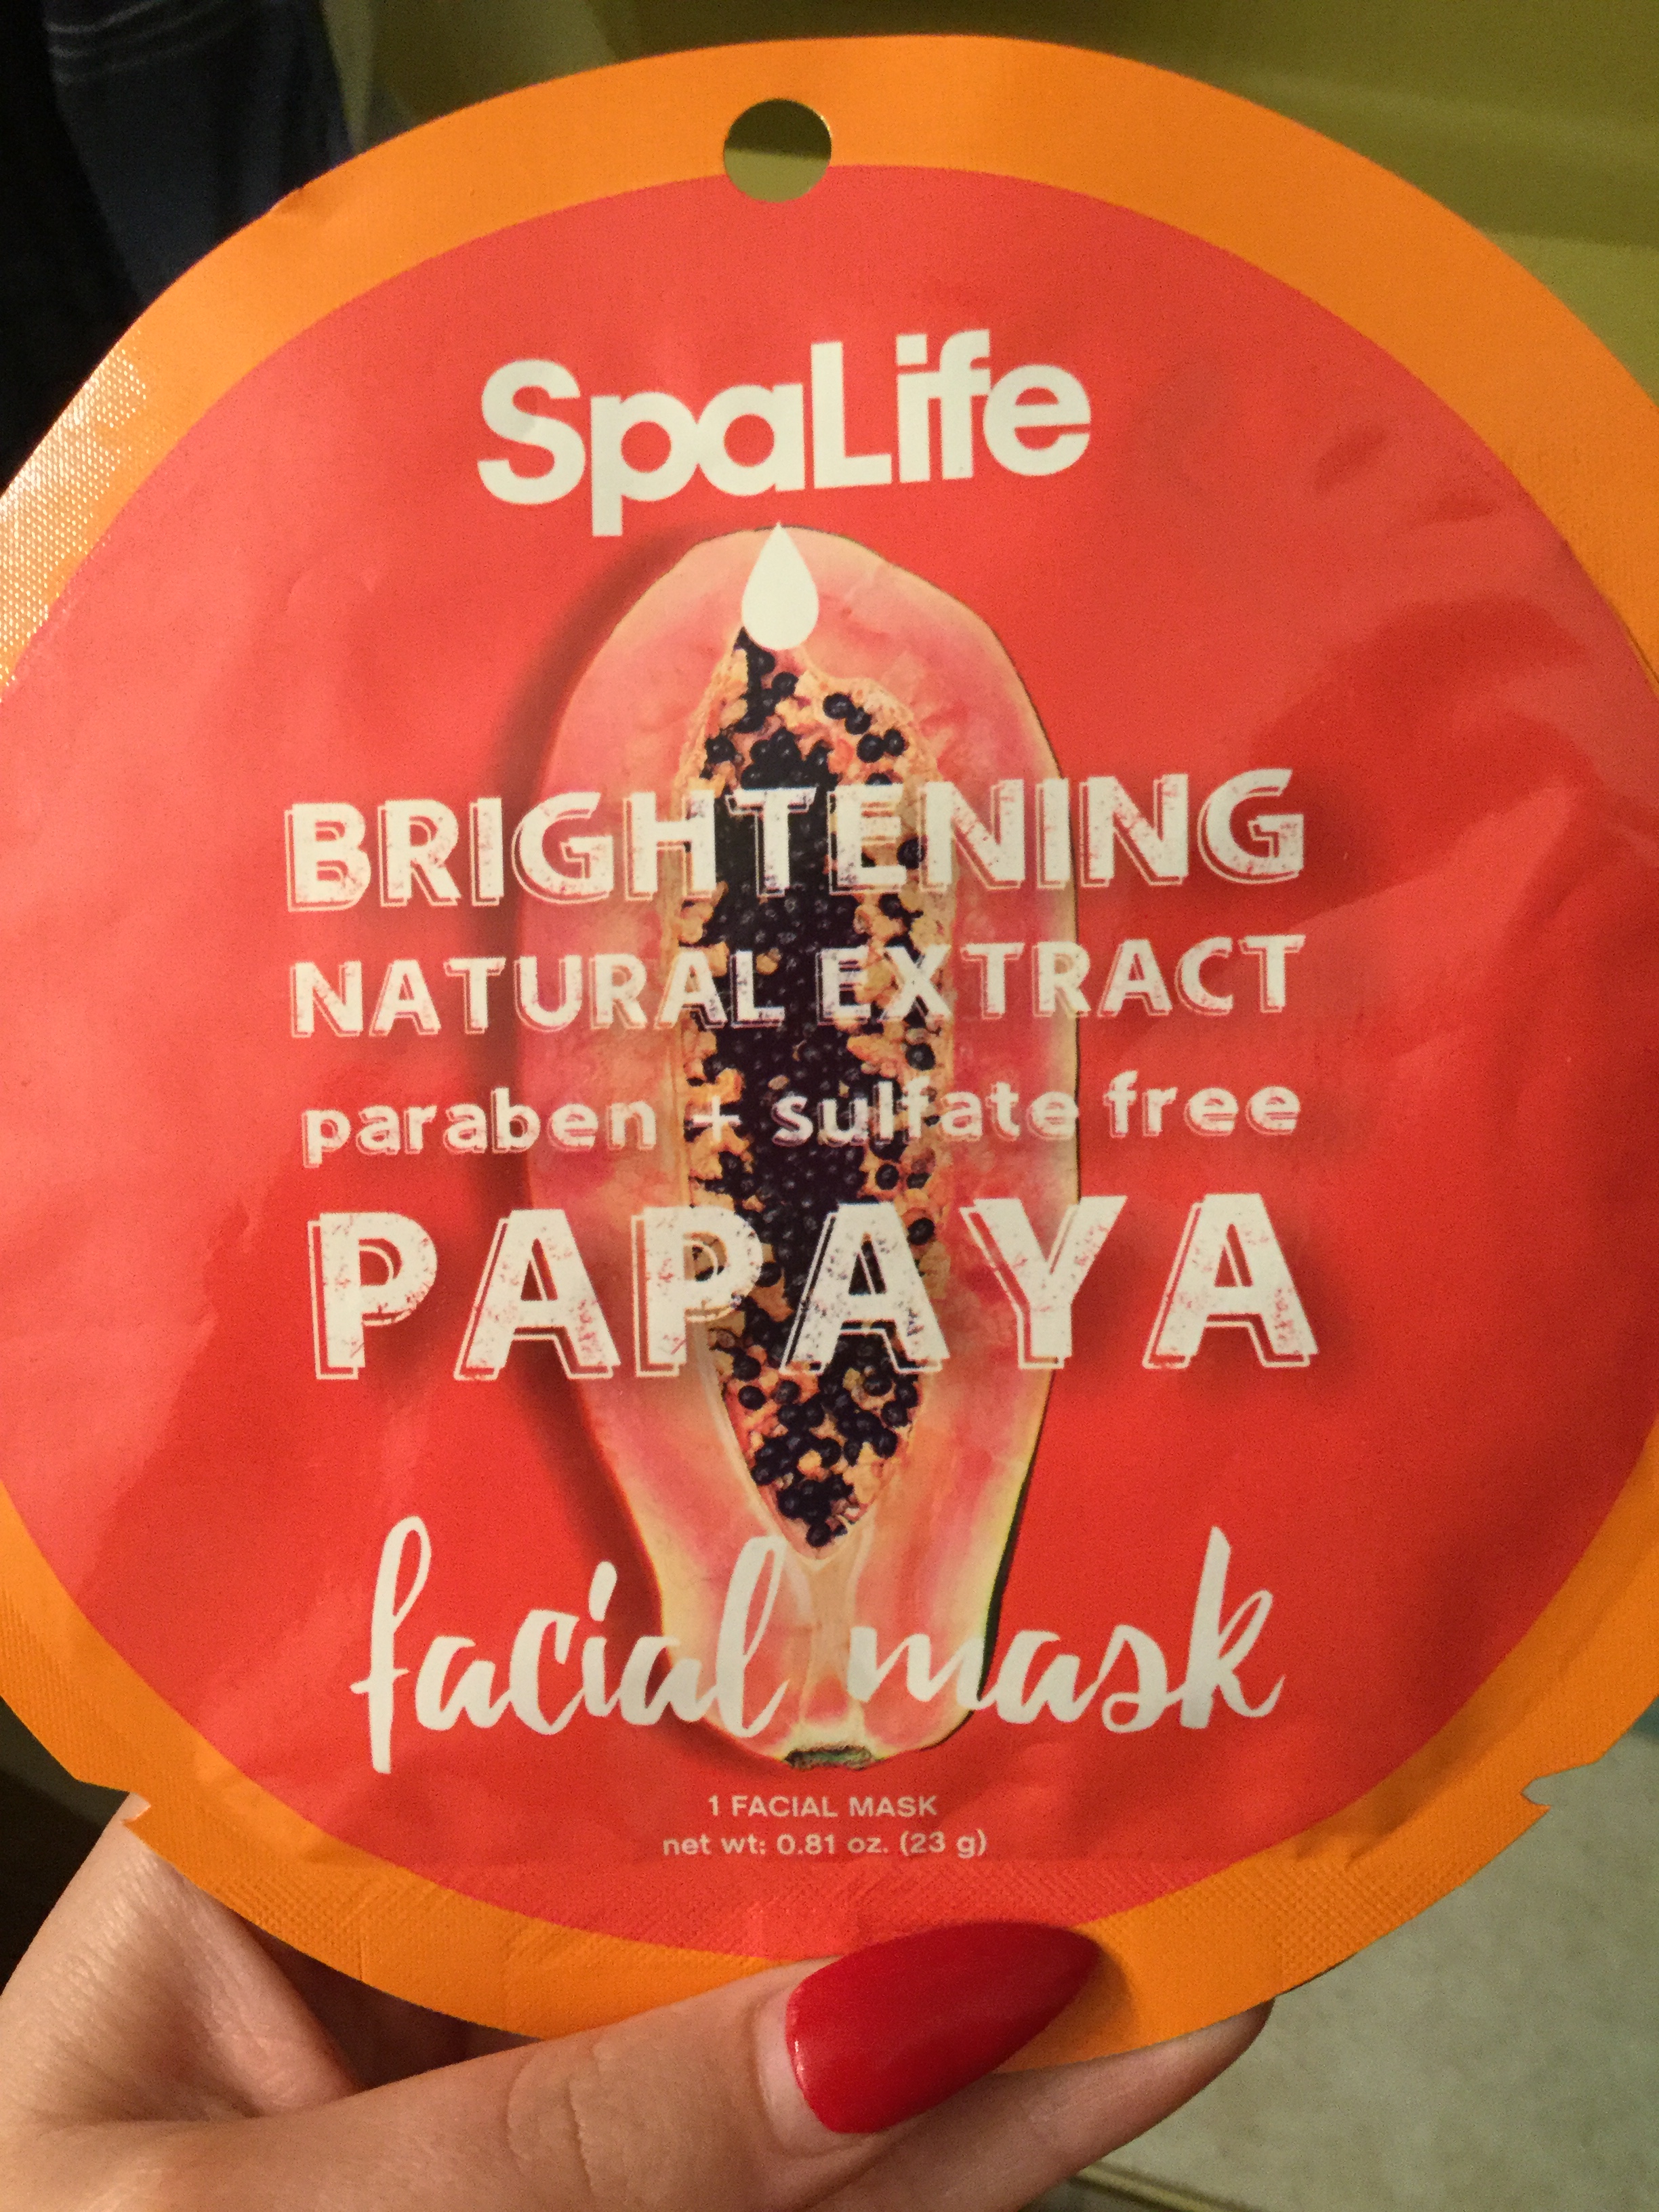 SpaLife
BRIGHTENING
NATURAL EXTRACT
paraben + sulfate free
PAPAYA
facial mask
1 FACIAL MASK
net wt: 0.81 oz. (23 g)